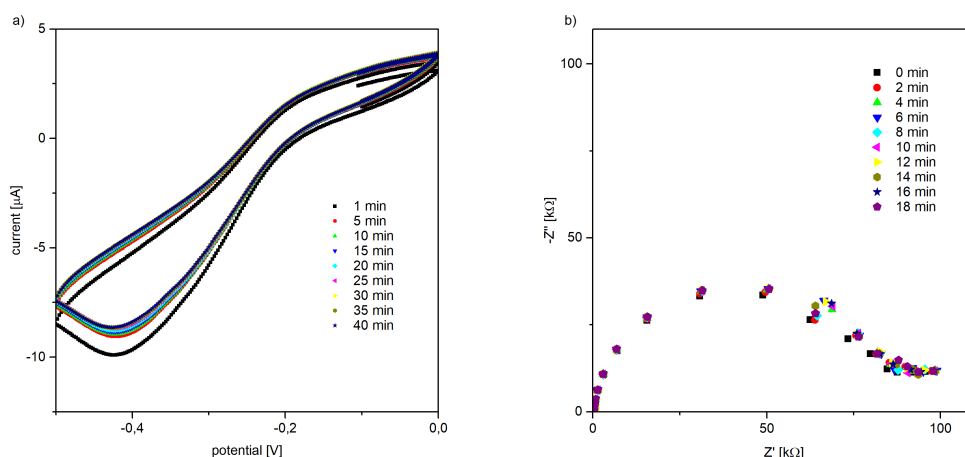 a)
5
0
-5
-10
current [µA]
-0,4
-0,2
0,0
potential [V]
1 min
5 min
10 min
15 min
20 min
25 min
30 min
35 min
40 min
b)
100
50
0
-Z" [kΩ]
0
25
50
75
100
Z' [kΩ]
0 min
2 min
4 min
6 min
8 min
10 min
12 min
14 min
16 min
18 min